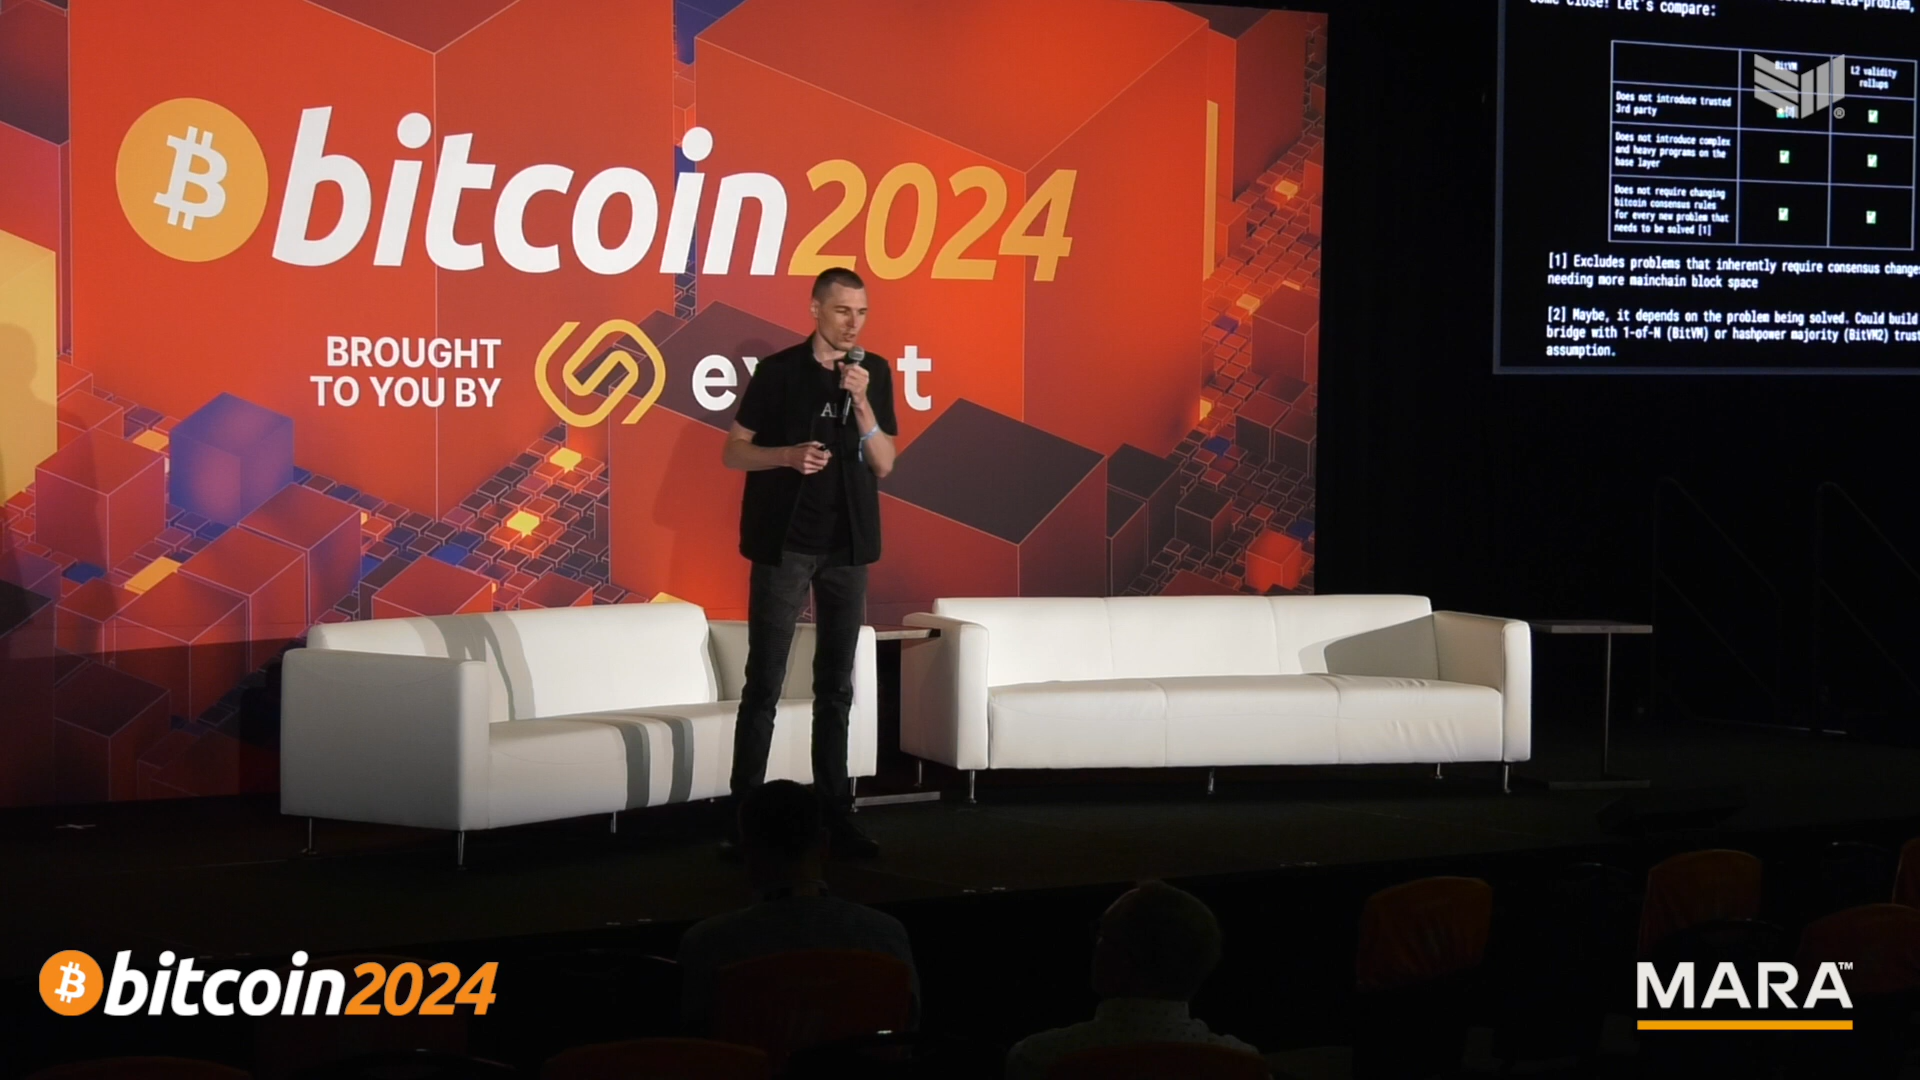 bitcoin2024
BROUGHT
TO YOU BY
Let's compare:
BitVM
L2 validity
rollups
Does not introduce trusted
3rd party
Does not introduce complex
and heavy programs on the
base layer
Does not require changing
bitcoin consensus rules
for every new problem that
needs to be solved [1]
[1] Excludes problems that inherently require consensus changes
needing more mainchain block space
[2] Maybe, it depends on the problem being solved. Could build
bridge with 1-of-N (BitVM) or hashpower majority (BitVM2) trust
assumption.
bitcoin2024
MARA™